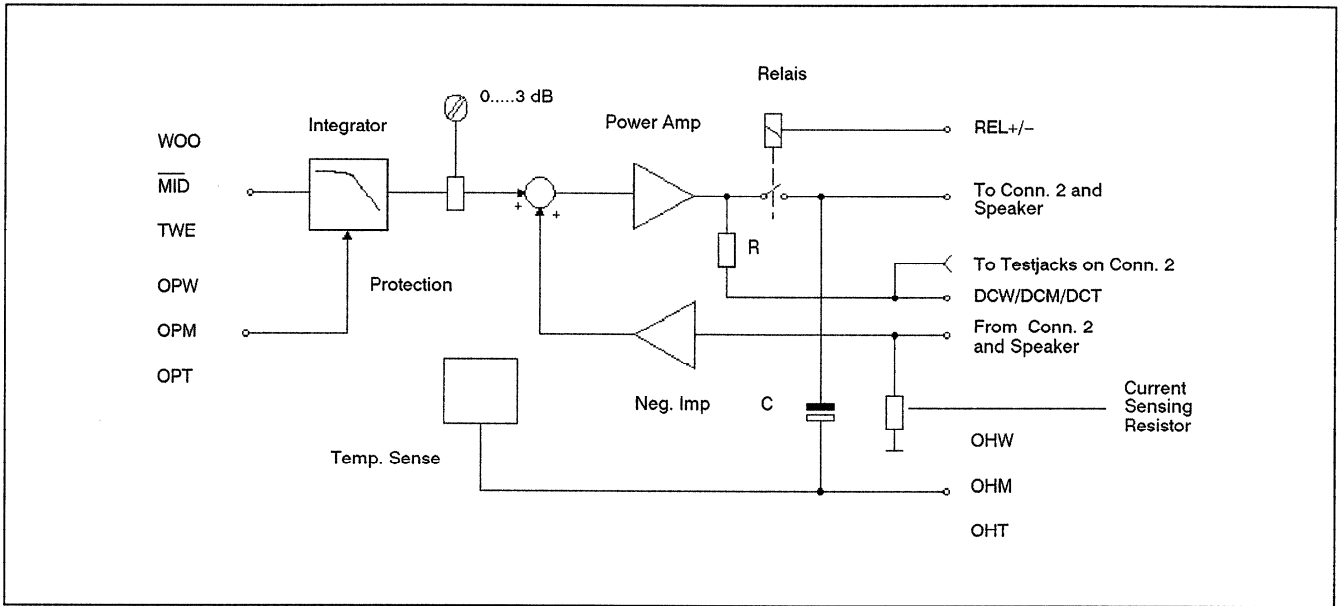 Relais
0.....3 dB
Integrator
Power Amp
REL+/−
WOO
MID
TWE
To Conn. 2 and
Speaker
+
+
R
To Testjacks on Conn. 2
OPW
Protection
DCW/DCM/DCT
OPM
From Conn. 2
and Speaker
OPT
Neg. Imp
C
Current
Sensing
Resistor
OHW
Temp. Sense
OHM
OHT